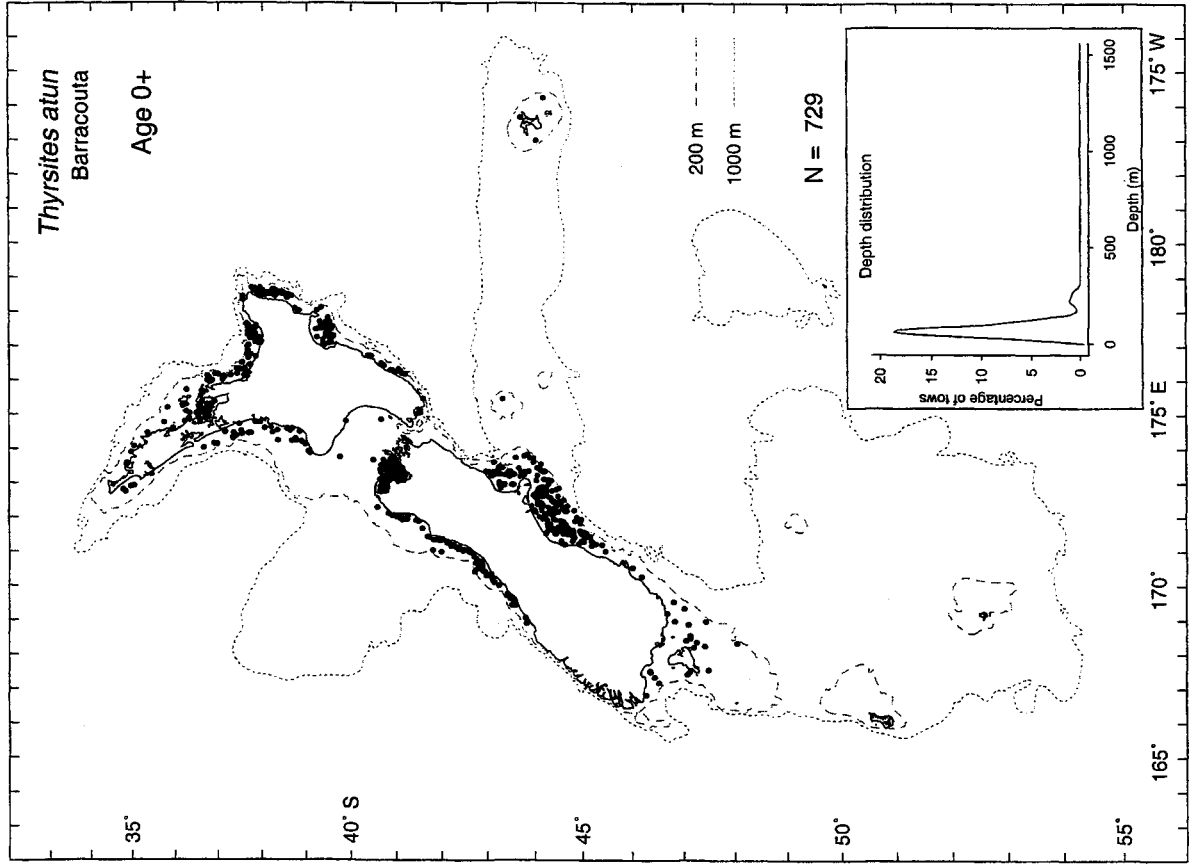 Thyrsites atun
Barracouta
Age 0+
200 m
1000 m
N = 729
Depth distribution
Percentage of tows
20
15
10
5
0
0
500
1000
1500
Depth (m)
35°
40° S
45°
50°
55°
165°
170°
175° E
180°
175° W